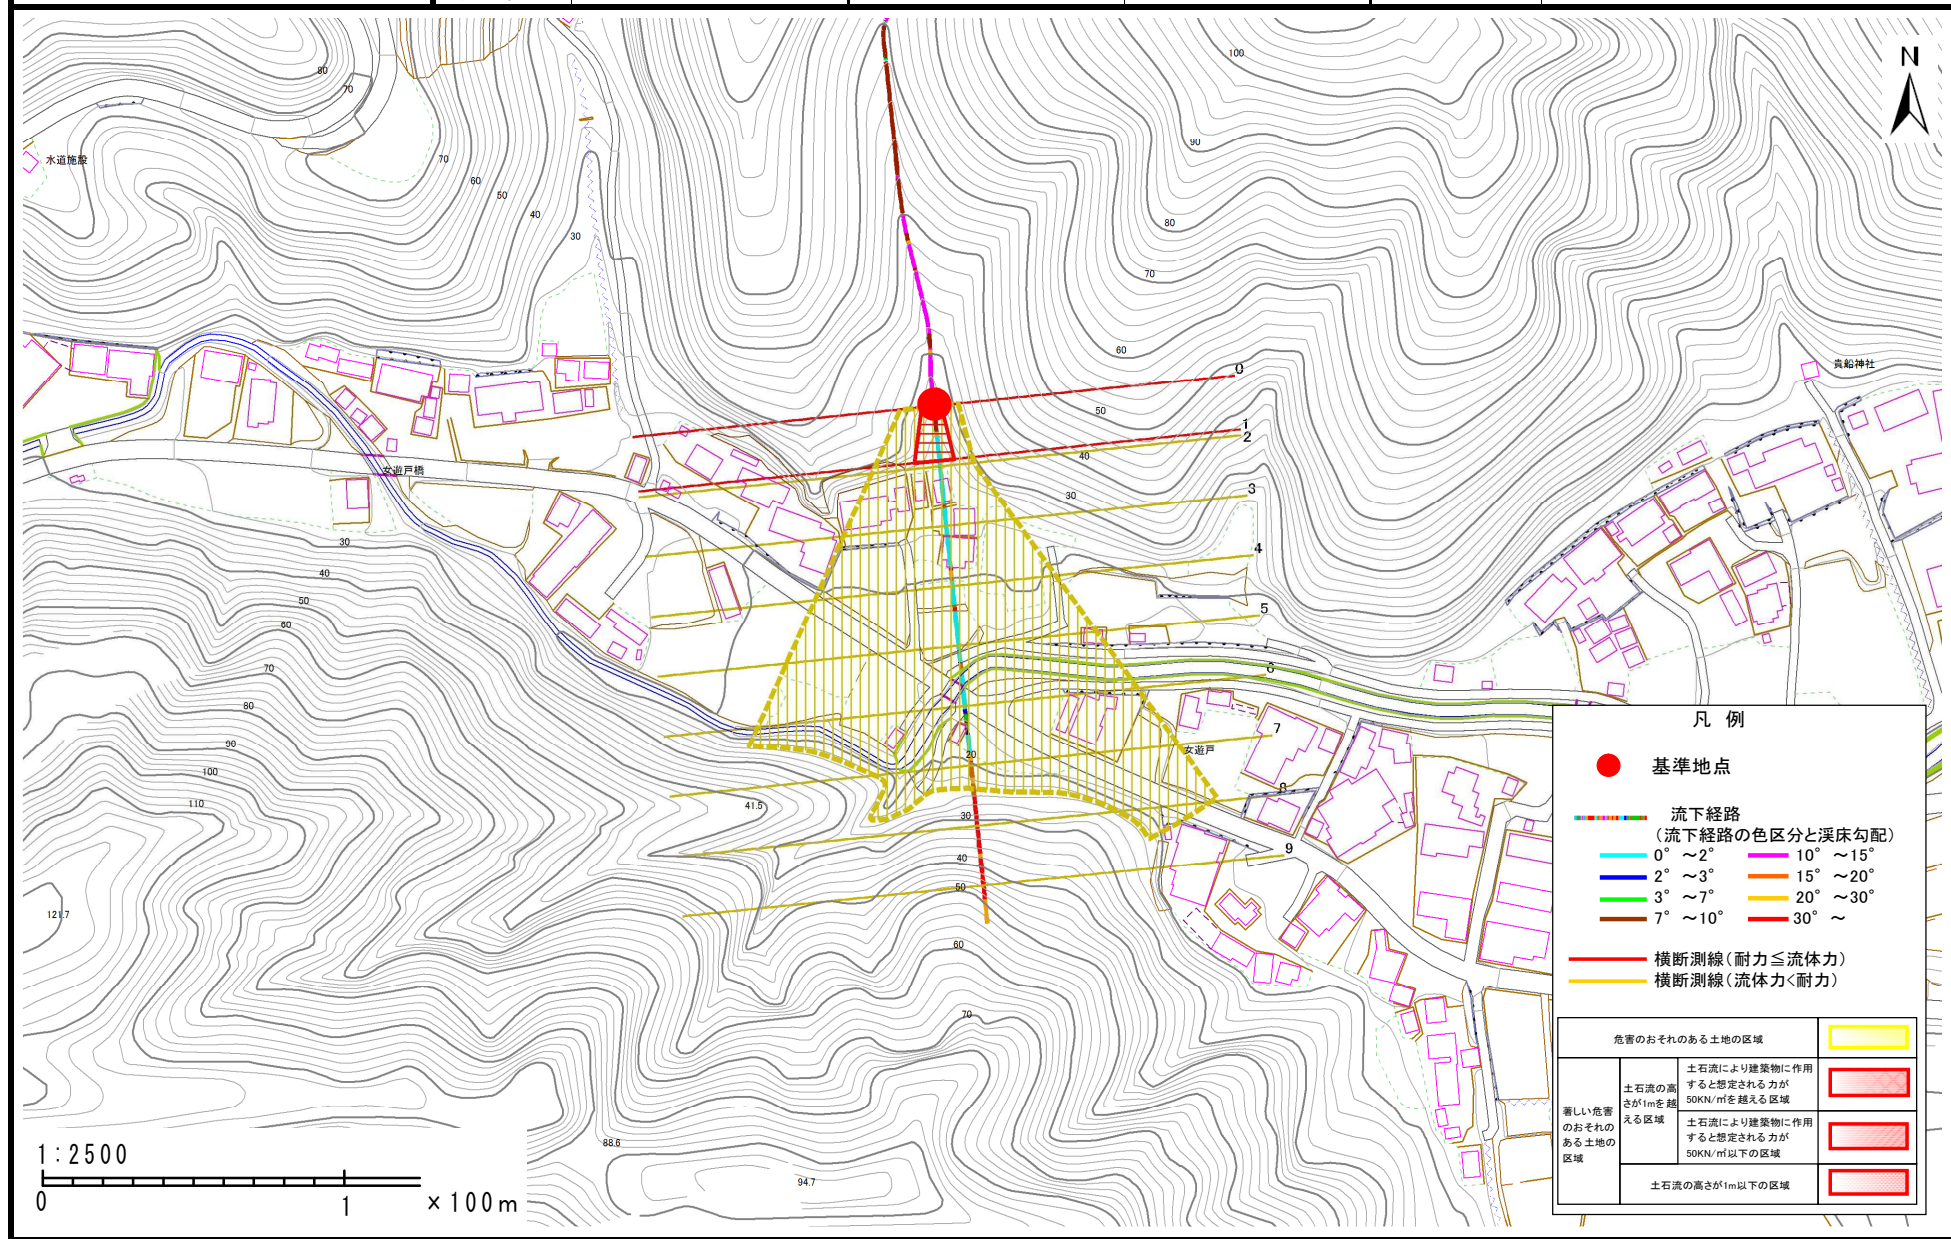 100
N
80
70
90
水道施設
70
60
50
40
30
80
70
60
貴船神社
0
50
1
2
40
女遊戸橋
3
30
30
4
40
50
5
60
6
70
80
7
女遊戸
90
20
100
8
110
41.5
30
9
40
50
121.7
60
70
88.6
94.7
凡 例
基準地点
流下経路
(流下経路の色区分と渓床勾配)
0° ~2° 10° ~15°
2° ~3° 15° ~20°
3° ~7° 20° ~30°
7° ~10° 30° ~
横断測線(耐力≦流体力)
横断測線(流体力<耐力)
危害のおそれのある土地の区域
著しい危害
のおそれの
ある土地の
区域
土石流の高
さが1mを越
える区域
土石流により建築物に作用
すると想定される力が
50KN/㎡を越える区域
土石流により建築物に作用
すると想定される力が
50KN/㎡以下の区域
土石流の高さが1m以下の区域
1:2500
0 1 ×100m